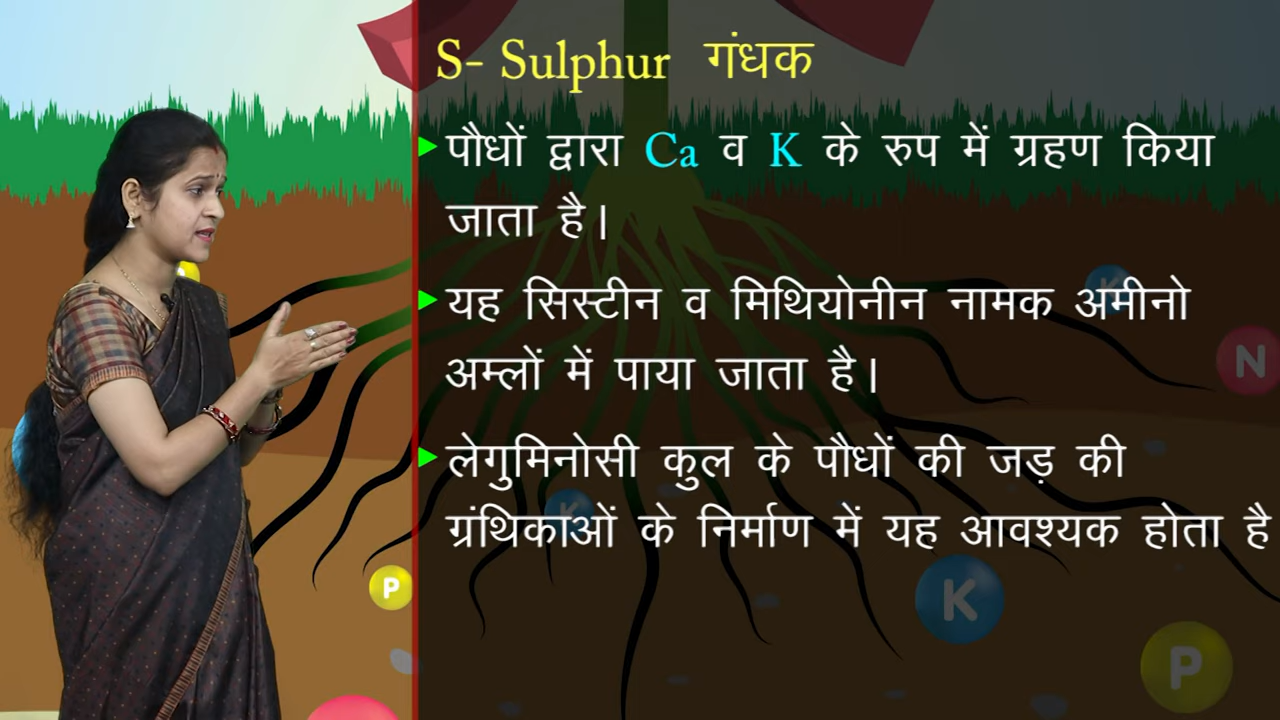 S- Sulphur गंधक
पौधों द्वारा Ca व K के रुप में ग्रहण किया
जाता है।
यह सिस्टीन व मिथियोनीन नामक अमीनो
अम्लों में पाया जाता है।
लेगुमिनोसी कुल के पौधों की जड़ की
ग्रंथिकाओं के निर्माण में यह आवश्यक होता है
K
N
K
P
K
P